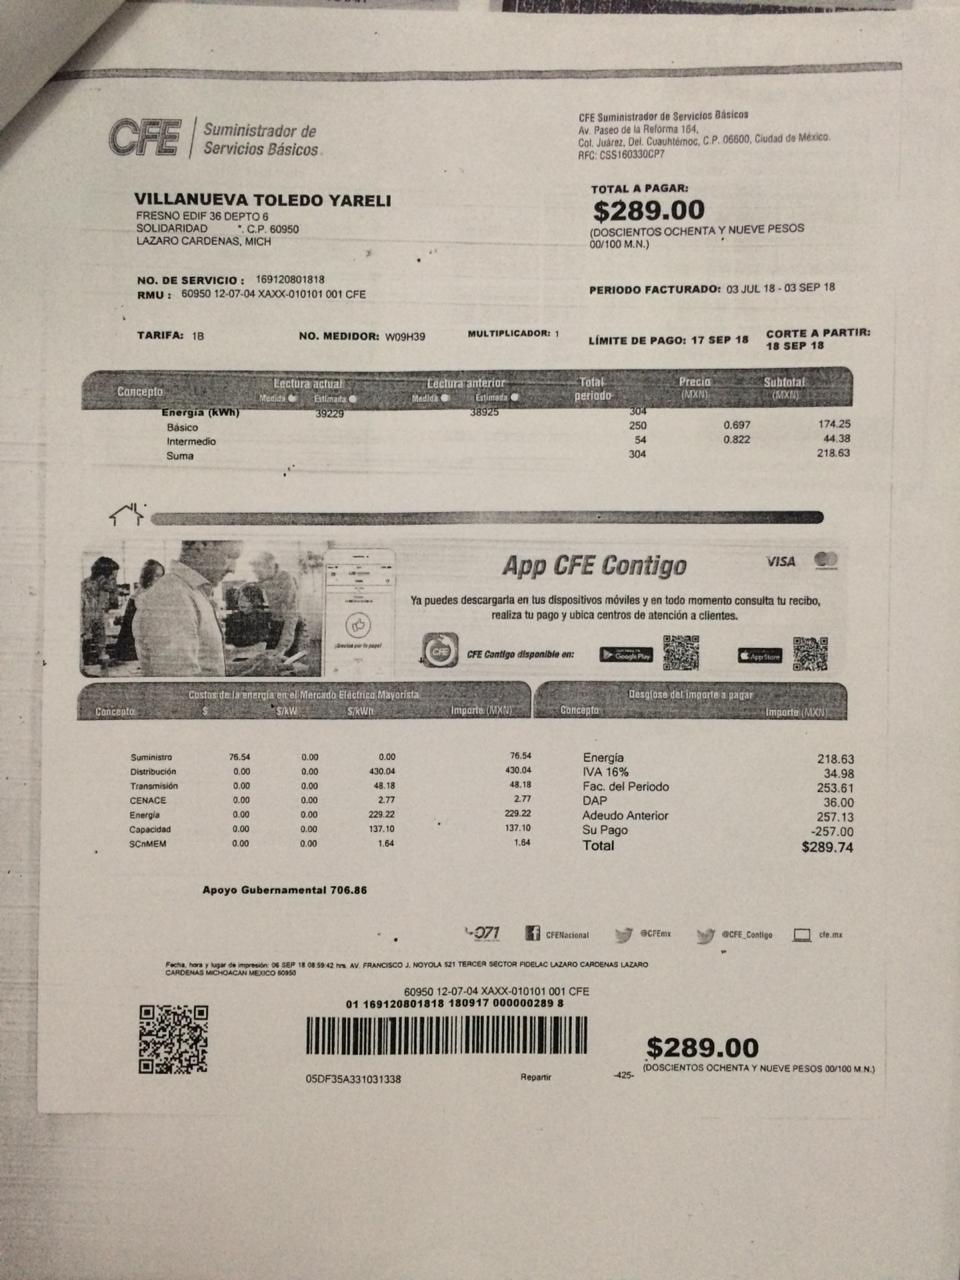 CFE Suministrador de
Servicios Básicos
CFE Suministrador de Servicios Básicos
Av. Paseo de la Reforma 164,
Col. Juárez, Del. Cuauhtémoc, C.P. 06600, Ciudad de México.
RFC: CSS160330CP7
VILLANUEVA TOLEDO YARELI
FRESNO EDIF 36 DEPTO 6
SOLIDARIDAD . C.P. 60950
LAZARO CARDENAS, MICH
TOTAL A PAGAR:
$289.00
(DOSCIENTOS OCHENTA Y NUEVE PESOS
00/100 M.N.)
NO. DE SERVICIO : 169120801818
RMU : 60950 12-07-04 XAXX-010101 001 CFE
PERIODO FACTURADO: 03 JUL 18 - 03 SEP 18
TARIFA: 1B NO. MEDIDOR: W09H39 MULTIPLICADOR: 1 LÍMITE DE PAGO: 17 SEP 18 CORTE A PARTIR:
18 SEP 18
Concepto Lectura actual Lectura anterior Total Precio Subtotal
Medida Estimada Medida Estimada periodo (MXN) (MXN)
Energía (kWh) 39229 38925 304
Básico 250 0.697 174.25
Intermedio 54 0.822 44.38
Suma 304 218.63
App CFE Contigo VISA
Ya puedes descargarla en tus dispositivos móviles y en todo momento consulta tu recibo,
realiza tu pago y ubica centros de atención a clientes.
CFE CFE Contigo disponible en: Google Play App Store
Costos de la energía en el Mercado Eléctrico Mayorista
Concepto $ $/kW $/kWh Importe (MXN)
Suministro 76.54 0.00 0.00 76.54
Distribución 0.00 0.00 430.04 430.04
Transmisión 0.00 0.00 48.18 48.18
CENACE 0.00 0.00 2.77 2.77
Energía 0.00 0.00 229.22 229.22
Capacidad 0.00 0.00 137.10 137.10
SCnMEM 0.00 0.00 1.64 1.64
Desglose del importe a pagar
Concepto Importe (MXN)
Energía 218.63
IVA 16% 34.98
Fac. del Periodo 253.61
DAP 36.00
Adeudo Anterior 257.13
Su Pago -257.00
Total $289.74
Apoyo Gubernamental 706.86
071 CFENacional @CFEmx @CFE_Contigo cfe.mx
Fecha, hora y lugar de impresión: 06 SEP 18 08:59:42 hrs. AV. FRANCISCO J. NOYOLA 521 TERCER SECTOR FIDELAC LAZARO CARDENAS LAZARO
CARDENAS MICHOACAN MEXICO 60950
60950 12-07-04 XAXX-010101 001 CFE
01 169120801818 180917 000000289 8
05DF35A331031338 Repartir -425-
$289.00
(DOSCIENTOS OCHENTA Y NUEVE PESOS 00/100 M.N.)